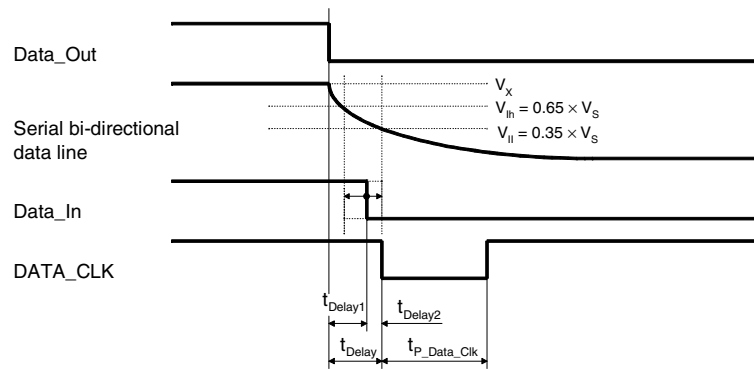 Data_Out
V_X
V_Ih = 0.65 × V_S
Serial bi-directional
data line
V_Il = 0.35 × V_S
Data_In
DATA_CLK
t_Delay1
t_Delay2
t_Delay
t_P_Data_Clk